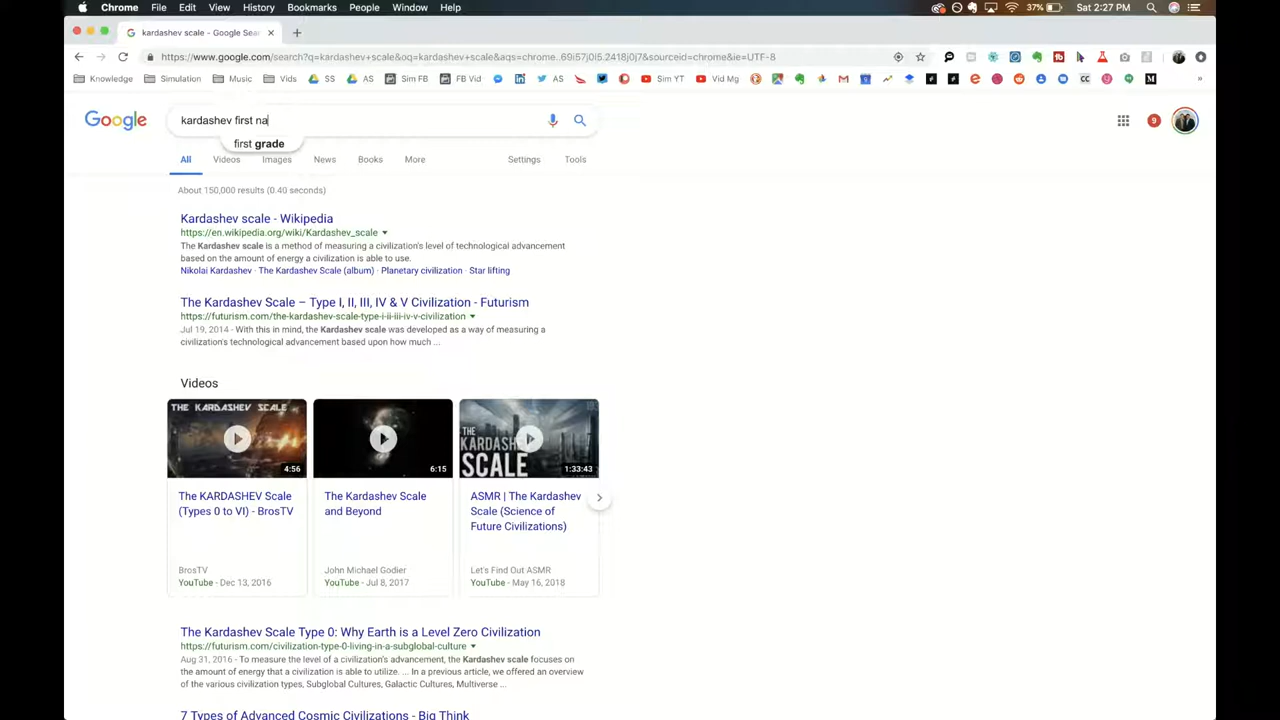 Chrome File Edit View History Bookmarks People Window Help 37% Sat 2:27 PM
kardashev scale - Google Sear
https://www.google.com/search?q=kardashev+scale&oq=kardashev+scale&aqs=chrome..69i57j0l5.2418j0j7&sourceid=chrome&ie=UTF-8
Knowledge Simulation Music Vids SS AS Sim FB FB Vid AS Sim YT Vid Mg
Google kardashev first na 9
first grade
All Videos Images News Books More Settings Tools
About 150,000 results (0.40 seconds)
Kardashev scale - Wikipedia
https://en.wikipedia.org/wiki/Kardashev_scale
The Kardashev scale is a method of measuring a civilization's level of technological advancement
based on the amount of energy a civilization is able to use.
Nikolai Kardashev · The Kardashev Scale (album) · Planetary civilization · Star lifting
The Kardashev Scale – Type I, II, III, IV & V Civilization - Futurism
https://futurism.com/the-kardashev-scale-type-i-ii-iii-iv-v-civilization
Jul 19, 2014 - With this in mind, the Kardashev scale was developed as a way of measuring a
civilization's technological advancement based upon how much ...
Videos
THE KARDASHEV SCALE
THE
KARDASHE
SCALE
4:56 6:15 1:33:43
The KARDASHEV Scale
(Types 0 to VI) - BrosTV
The Kardashev Scale
and Beyond
ASMR | The Kardashev
Scale (Science of
Future Civilizations)
BrosTV
YouTube - Dec 13, 2016
John Michael Godier
YouTube - Jul 8, 2017
Let's Find Out ASMR
YouTube - May 16, 2018
The Kardashev Scale Type 0: Why Earth is a Level Zero Civilization
https://futurism.com/civilization-type-0-living-in-a-subglobal-culture
Aug 31, 2016 - To measure the level of a civilization's advancement, the Kardashev scale focuses on
the amount of energy that a civilization is able to utilize. ... In a previous article, we offered an overview
of the various civilization types, Subglobal Cultures, Galactic Cultures, Multiverse ...
7 Types of Advanced Cosmic Civilizations - Big Think